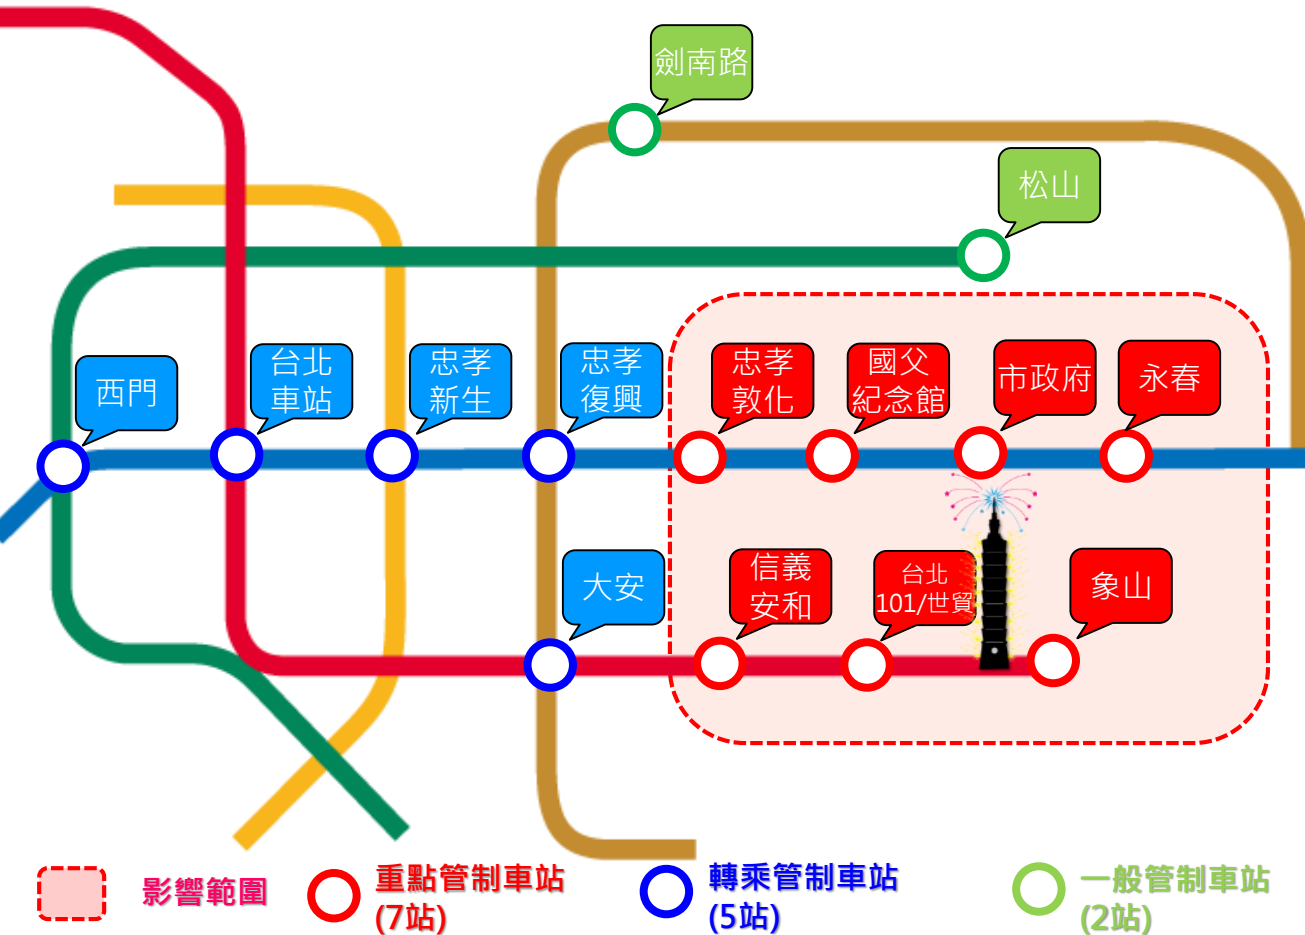 劍南路
松山
西門
台北
車站
忠孝
新生
忠孝
復興
忠孝
敦化
國父
紀念館
市政府
永春
大安
信義
安和
台北
101/世貿
象山
影響範圍
重點管制車站
(7站)
轉乘管制車站
(5站)
一般管制車站
(2站)